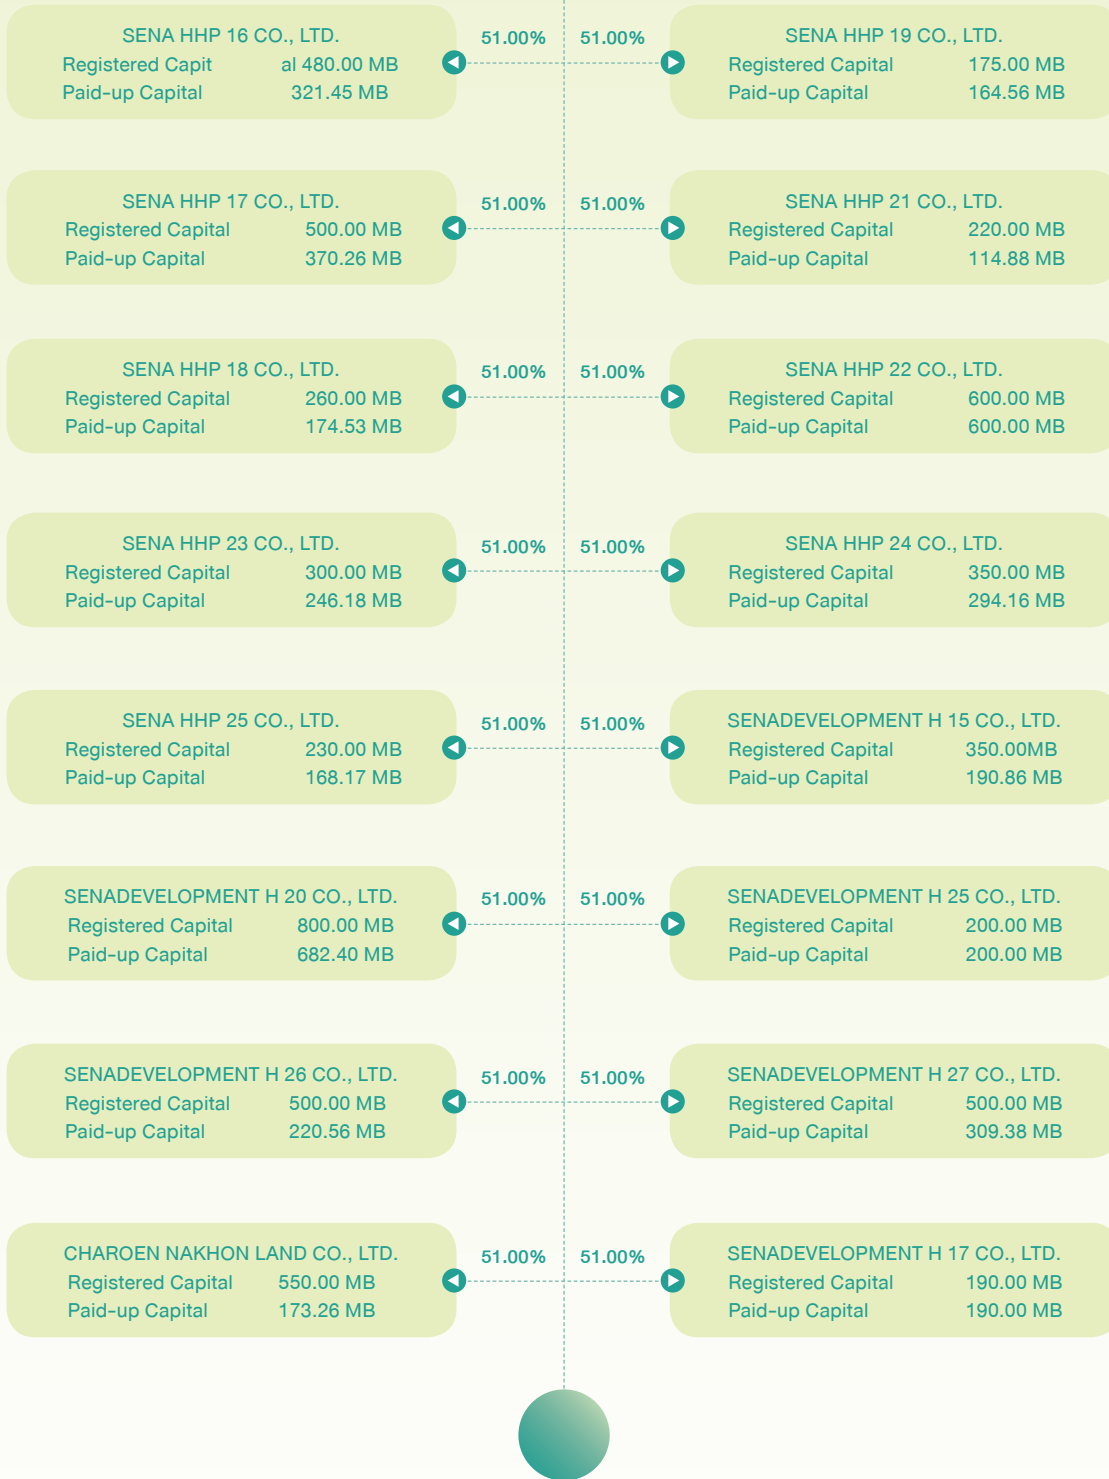 SENA HHP 16 CO., LTD.
Registered Capit al 480.00 MB
Paid-up Capital 321.45 MB
51.00% 51.00%
SENA HHP 19 CO., LTD.
Registered Capital 175.00 MB
Paid-up Capital 164.56 MB
SENA HHP 17 CO., LTD.
Registered Capital 500.00 MB
Paid-up Capital 370.26 MB
51.00% 51.00%
SENA HHP 21 CO., LTD.
Registered Capital 220.00 MB
Paid-up Capital 114.88 MB
SENA HHP 18 CO., LTD.
Registered Capital 260.00 MB
Paid-up Capital 174.53 MB
51.00% 51.00%
SENA HHP 22 CO., LTD.
Registered Capital 600.00 MB
Paid-up Capital 600.00 MB
SENA HHP 23 CO., LTD.
Registered Capital 300.00 MB
Paid-up Capital 246.18 MB
51.00% 51.00%
SENA HHP 24 CO., LTD.
Registered Capital 350.00 MB
Paid-up Capital 294.16 MB
SENA HHP 25 CO., LTD.
Registered Capital 230.00 MB
Paid-up Capital 168.17 MB
51.00% 51.00%
SENADEVELOPMENT H 15 CO., LTD.
Registered Capital 350.00MB
Paid-up Capital 190.86 MB
SENADEVELOPMENT H 20 CO., LTD.
Registered Capital 800.00 MB
Paid-up Capital 682.40 MB
51.00% 51.00%
SENADEVELOPMENT H 25 CO., LTD.
Registered Capital 200.00 MB
Paid-up Capital 200.00 MB
SENADEVELOPMENT H 26 CO., LTD.
Registered Capital 500.00 MB
Paid-up Capital 220.56 MB
51.00% 51.00%
SENADEVELOPMENT H 27 CO., LTD.
Registered Capital 500.00 MB
Paid-up Capital 309.38 MB
CHAROEN NAKHON LAND CO., LTD.
Registered Capital 550.00 MB
Paid-up Capital 173.26 MB
51.00% 51.00%
SENADEVELOPMENT H 17 CO., LTD.
Registered Capital 190.00 MB
Paid-up Capital 190.00 MB